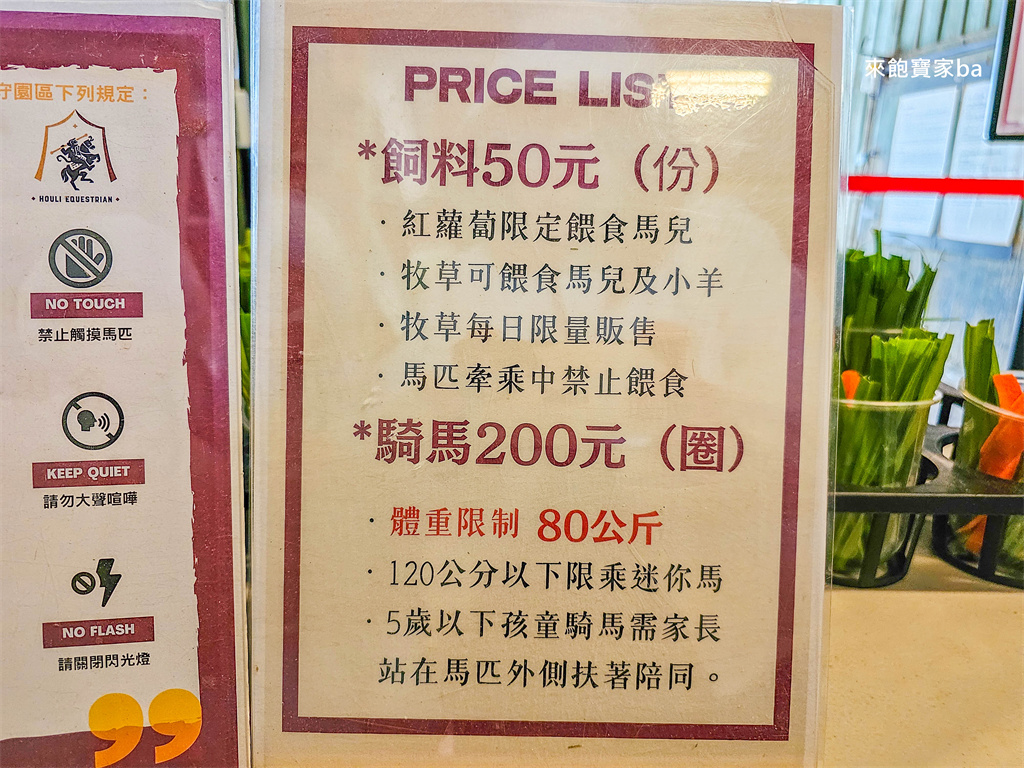 守園區下列規定：
HOULI EQUESTRIAN
NO TOUCH
禁止觸摸馬匹
KEEP QUIET
請勿大聲喧嘩
NO FLASH
請關閉閃光燈
PRICE LIST
*飼料50元（份）
·紅蘿蔔限定餵食馬兒
·牧草可餵食馬兒及小羊
·牧草每日限量販售
·馬匹牽乘中禁止餵食
*騎馬200元（圈）
·體重限制 80公斤
·120公分以下限乘迷你馬
·5歲以下孩童騎馬需家長
站在馬匹外側扶著陪同。
來飽寶家ba